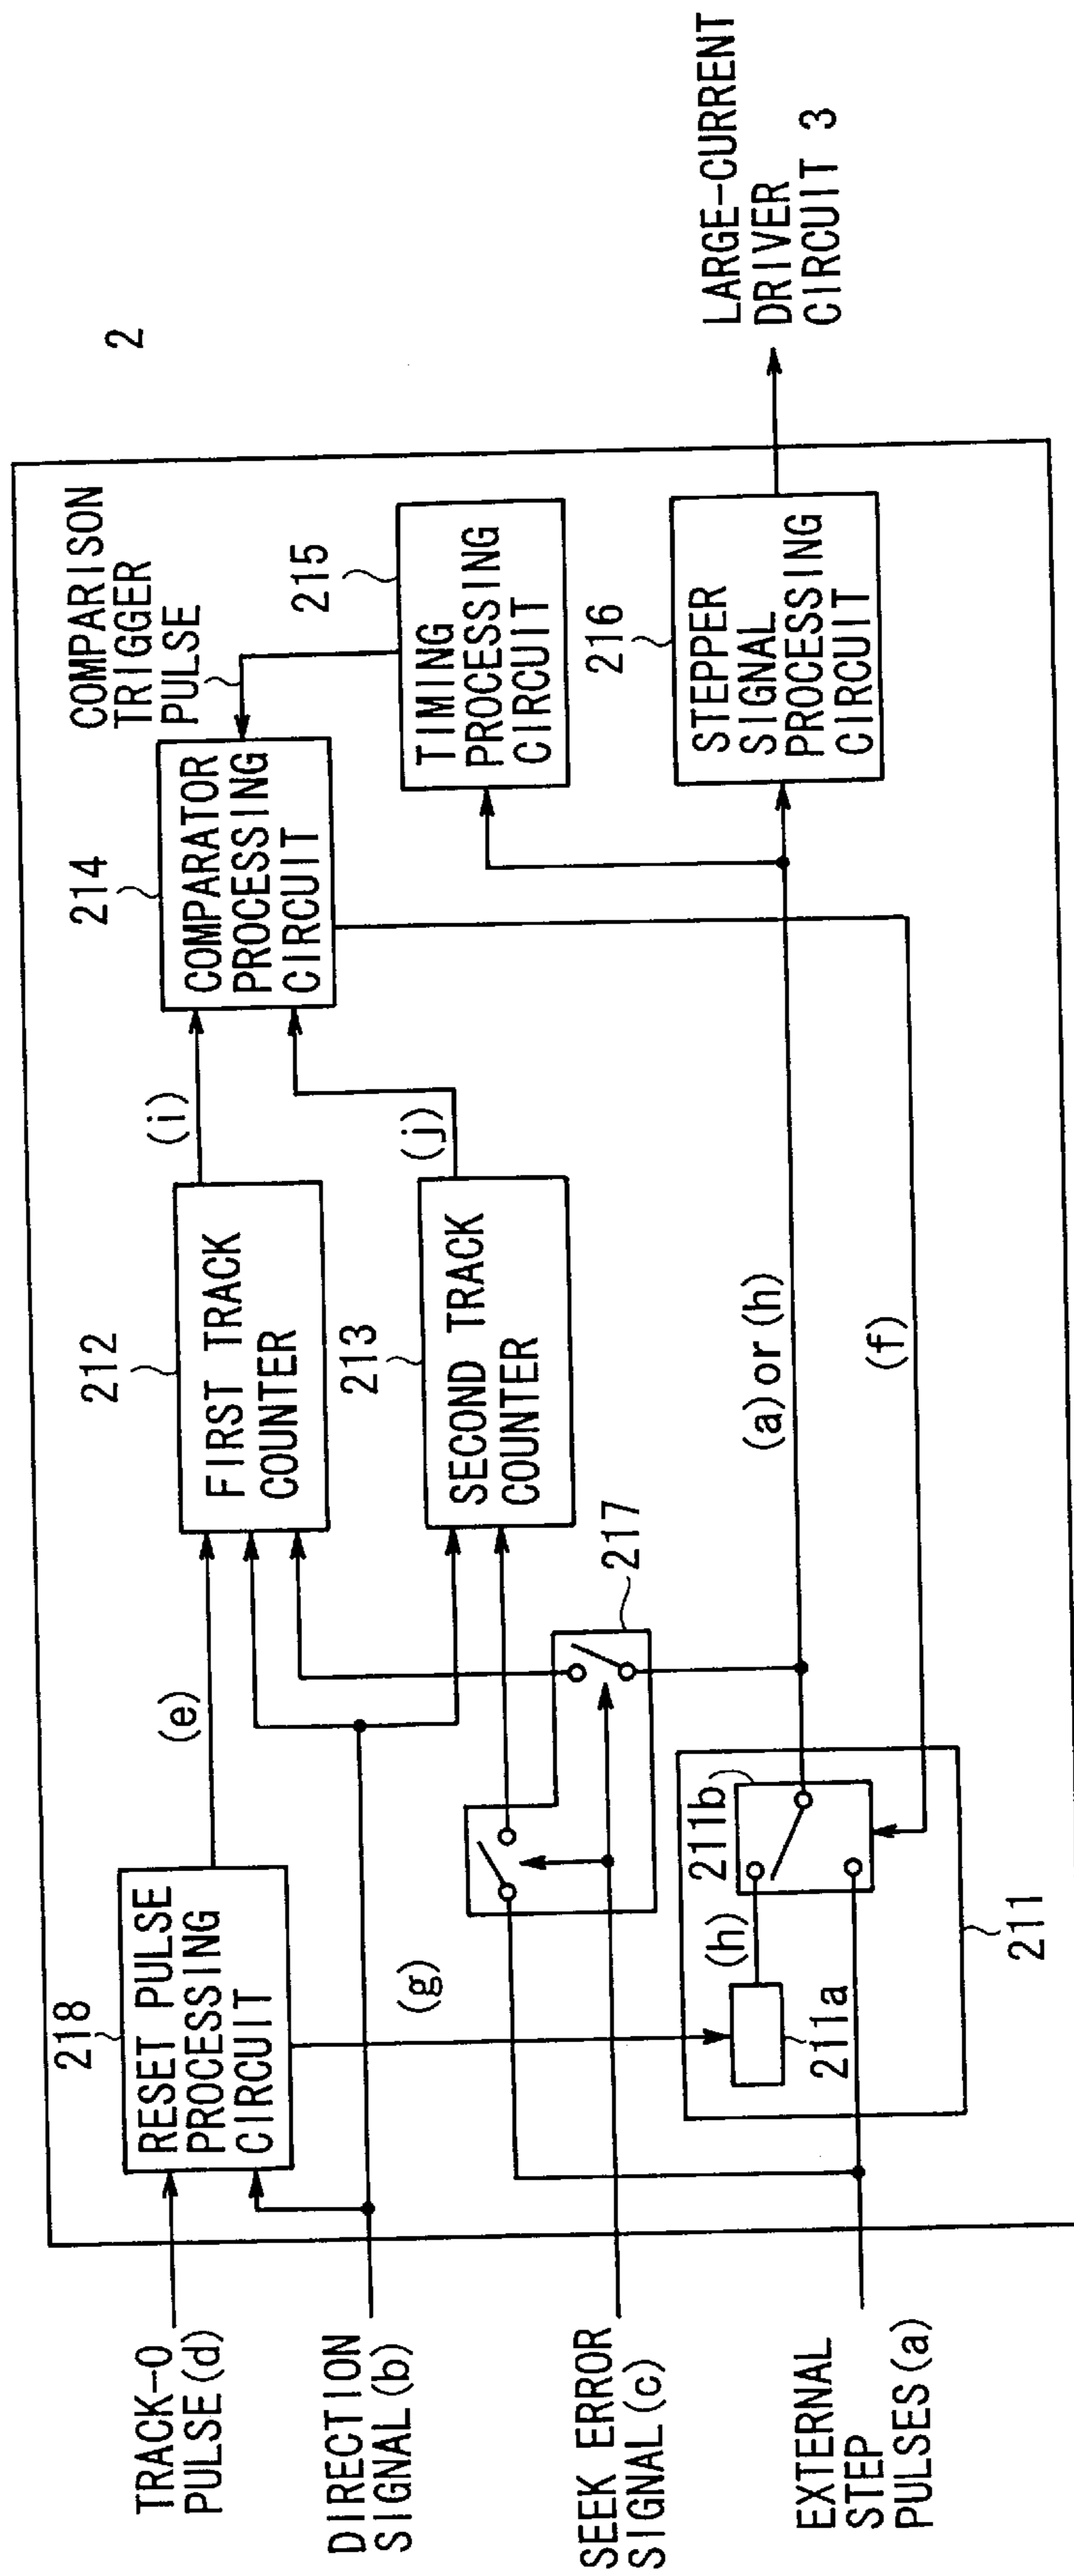 2
TRACK-0
PULSE(d)
DIRECTION
SIGNAL(b)
SEEK ERROR
SIGNAL(c)
EXTERNAL
STEP
PULSES(a)
218
RESET PULSE
PROCESSING
CIRCUIT
(e)
(g)
212
FIRST TRACK
COUNTER
213
SECOND TRACK
COUNTER
217
(i)
(j)
214
COMPARATOR
PROCESSING
CIRCUIT
COMPARISON
TRIGGER
PULSE
215
TIMING
PROCESSING
CIRCUIT
216
STEPPER
SIGNAL
PROCESSING
CIRCUIT
LARGE-CURRENT
DRIVER
CIRCUIT 3
211b
(h)
211a
211
(a)or(h)
(f)